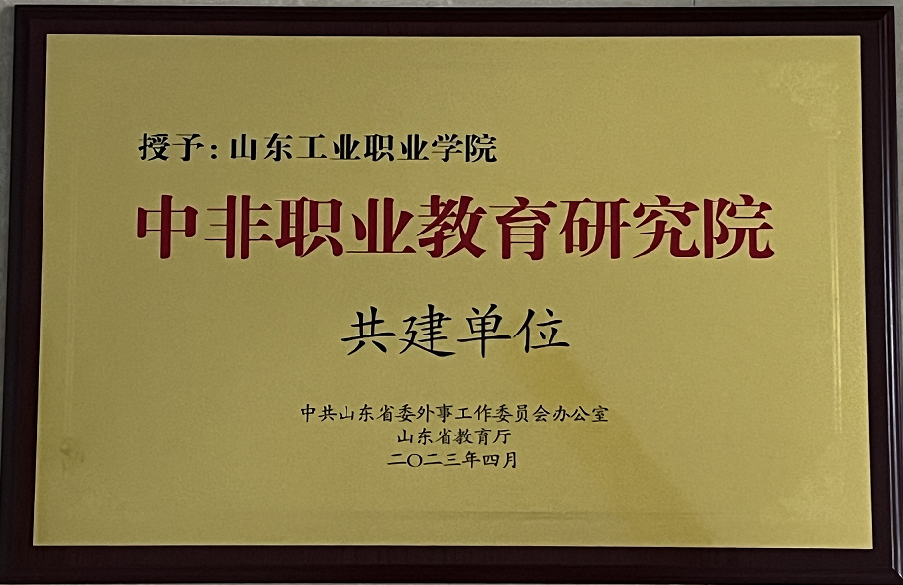 授予:山东工业职业学院
中非职业教育研究院
共建单位
中共山东省委外事工作委员会办公室
山东省教育厅
二〇二三年四月